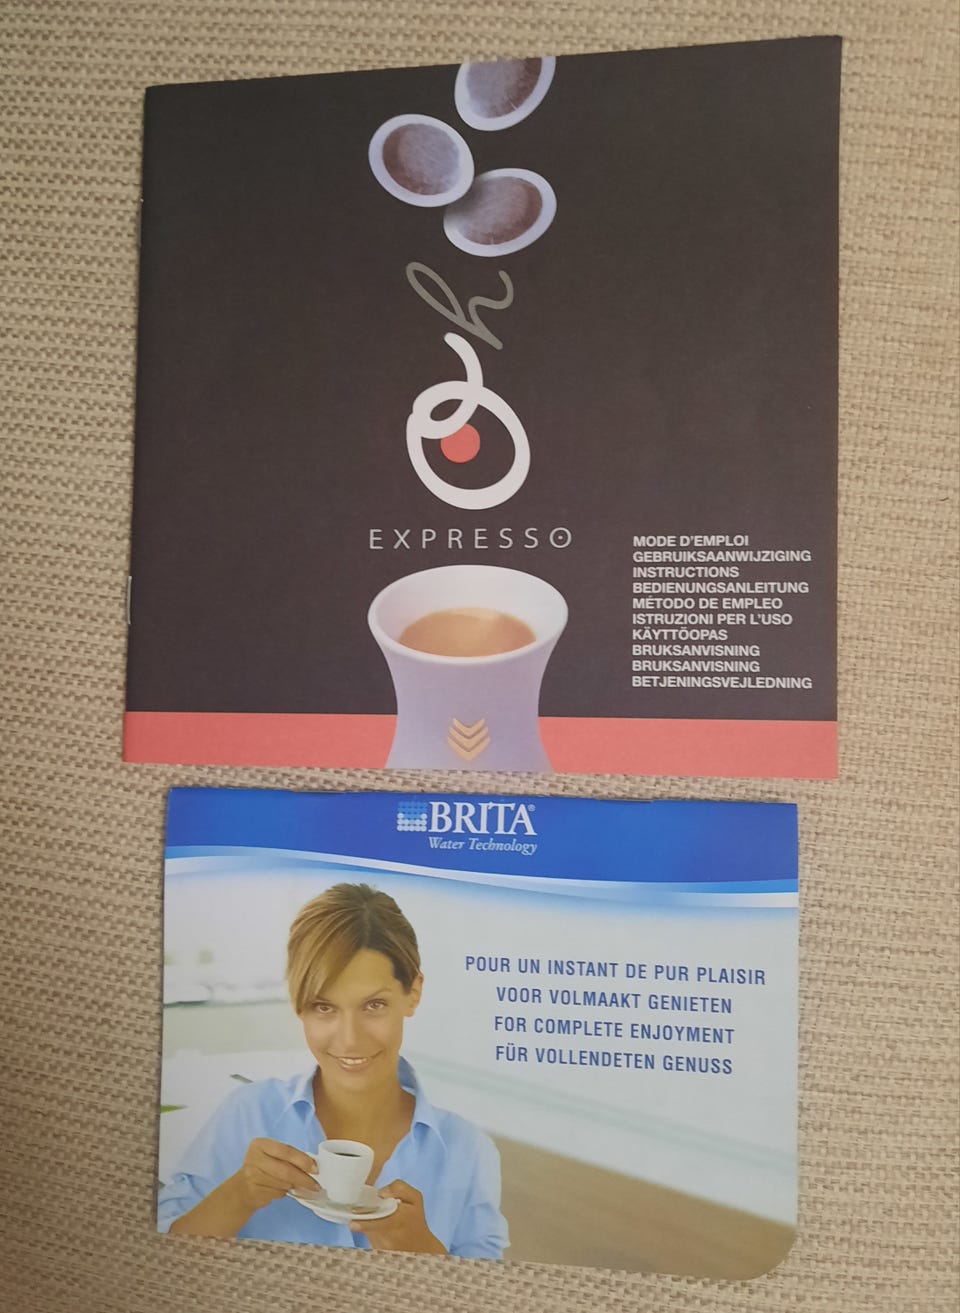 Oh
EXPRESSO
MODE D'EMPLOI
GEBRUIKSAANWIJZIGING
INSTRUCTIONS
BEDIENUNGSANLEITUNG
MÉTODO DE EMPLEO
ISTRUZIONI PER L'USO
KÄYTTÖOPAS
BRUKSANVISNING
BRUKSANVISNING
BETJENINGSVEJLEDNING
BRITA®
Water Technology
POUR UN INSTANT DE PUR PLAISIR
VOOR VOLMAAKT GENIETEN
FOR COMPLETE ENJOYMENT
FÜR VOLLENDETEN GENUSS